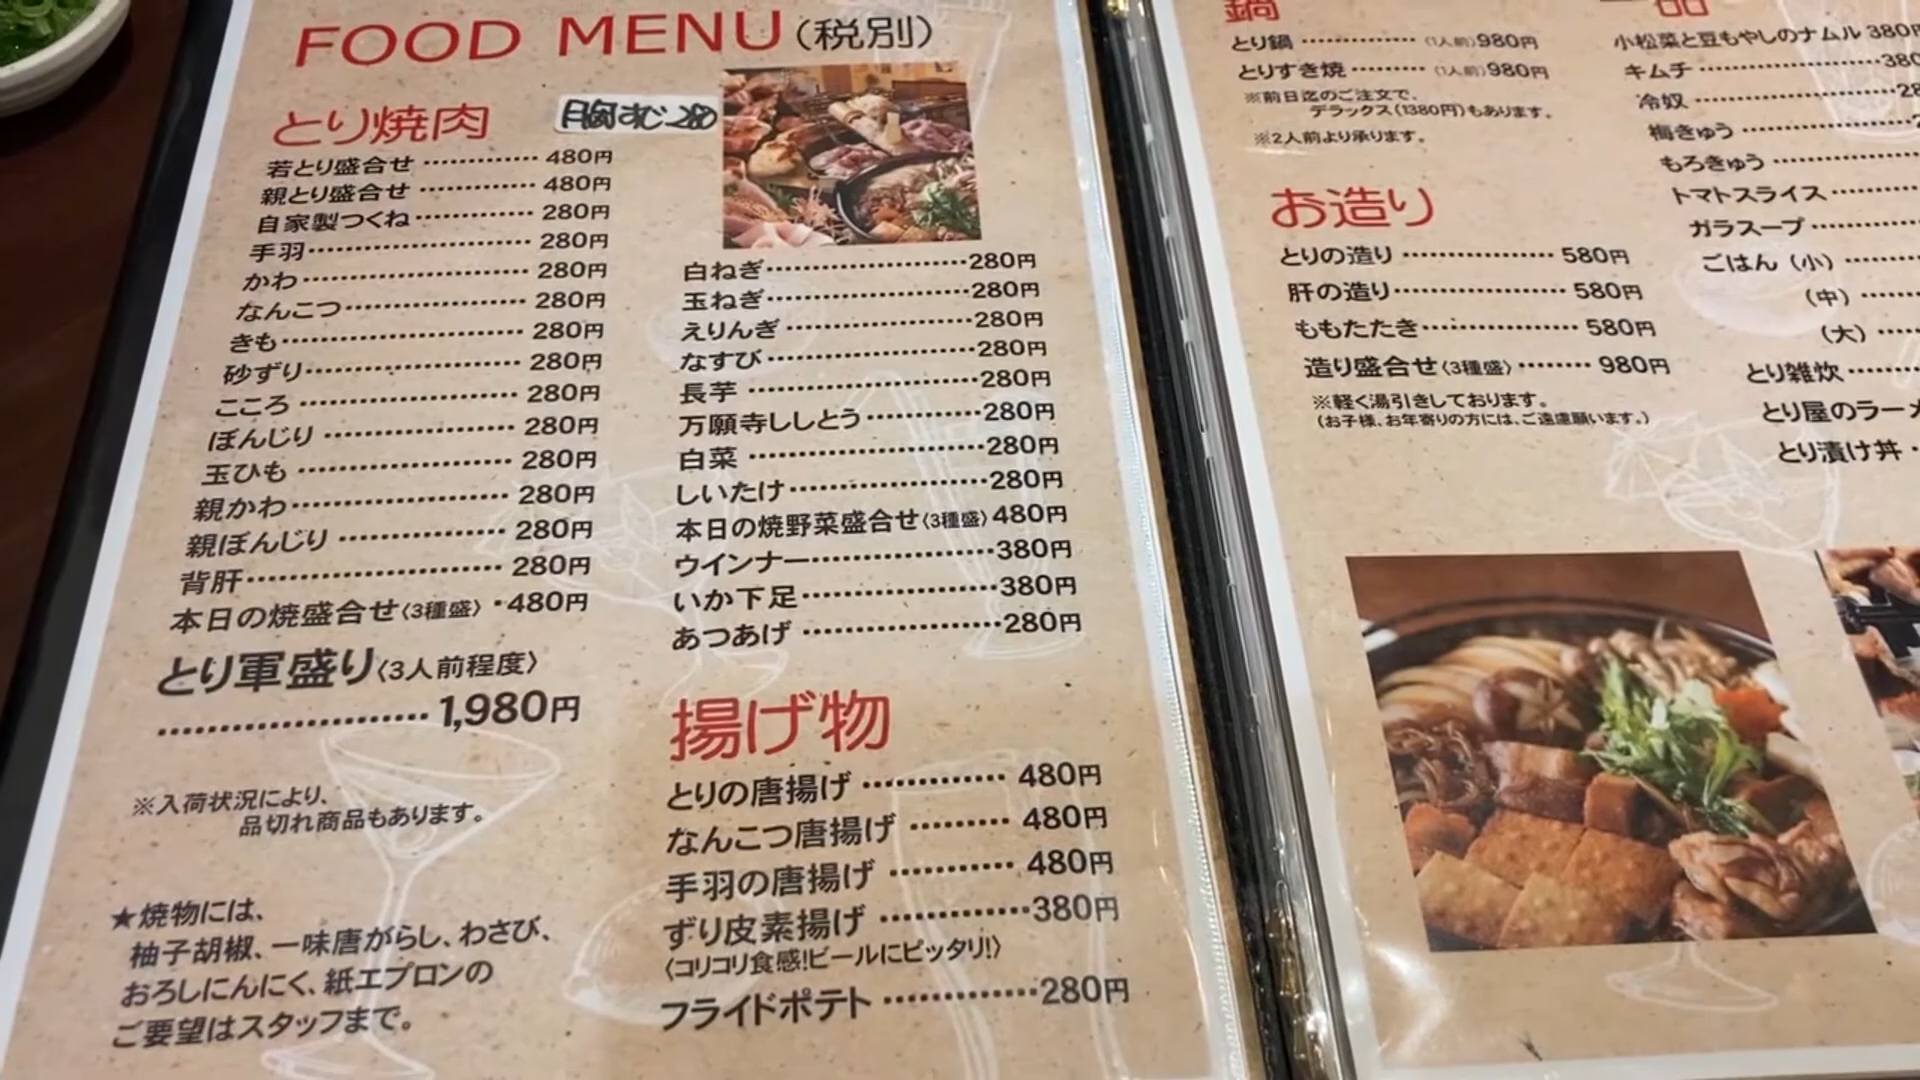 FOOD MENU(税別)
とり焼肉
若とり盛合せ 480円
親とり盛合せ 480円
自家製つくね 280円
手羽 280円
かわ 280円
なんこつ 280円
きも 280円
砂ずり 280円
こころ 280円
ぼんじり 280円
玉ひも 280円
親かわ 280円
親ぼんじり 280円
背肝 280円
本日の焼盛合せ〈3種盛〉 480円
とり軍盛り〈3人前程度〉
1,980円
※入荷状況により、
品切れ商品もあります。
★焼物には、
柚子胡椒、一味唐がらし、わさび、
おろしにんにく、紙エプロンの
ご要望はスタッフまで。
280
白ねぎ 280円
玉ねぎ 280円
えりんぎ 280円
なすび 280円
長芋 280円
万願寺ししとう 280円
白菜 280円
しいたけ 280円
本日の焼野菜盛合せ〈3種盛〉480円
ウインナー 380円
いか下足 380円
あつあげ 280円
揚げ物
とりの唐揚げ 480円
なんこつ唐揚げ 480円
手羽の唐揚げ 480円
ずり皮素揚げ 380円
〈コリコリ食感!ビールにピッタリ!〉
フライドポテト 280円
鍋
とり鍋 (1人前)980円
とりすき焼 (1人前)980円
※前日迄のご注文で、
デラックス(1380円)もあります。
※2人前より承ります。
お造り
とりの造り 580円
肝の造り 580円
ももたたき 580円
造り盛合せ〈3種盛〉 980円
※軽く湯引きしております。
(お子様、お年寄りの方には、ご遠慮願います。)
小松菜と豆もやしのナムル 380円
キムチ 380
冷奴
梅きゅう
もろきゅう
トマトスライス
ガラスープ
ごはん (小)
(中)
(大)
とり雑炊
とり屋のラー
とり漬け丼